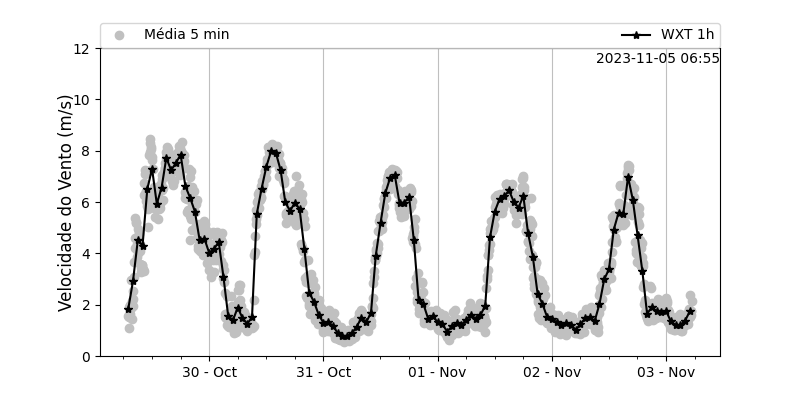 Média 5 min
WXT 1h
2023-11-05 06:55
Velocidade do Vento (m/s)
12
10
8
6
4
2
0
30 - Oct
31 - Oct
01 - Nov
02 - Nov
03 - Nov